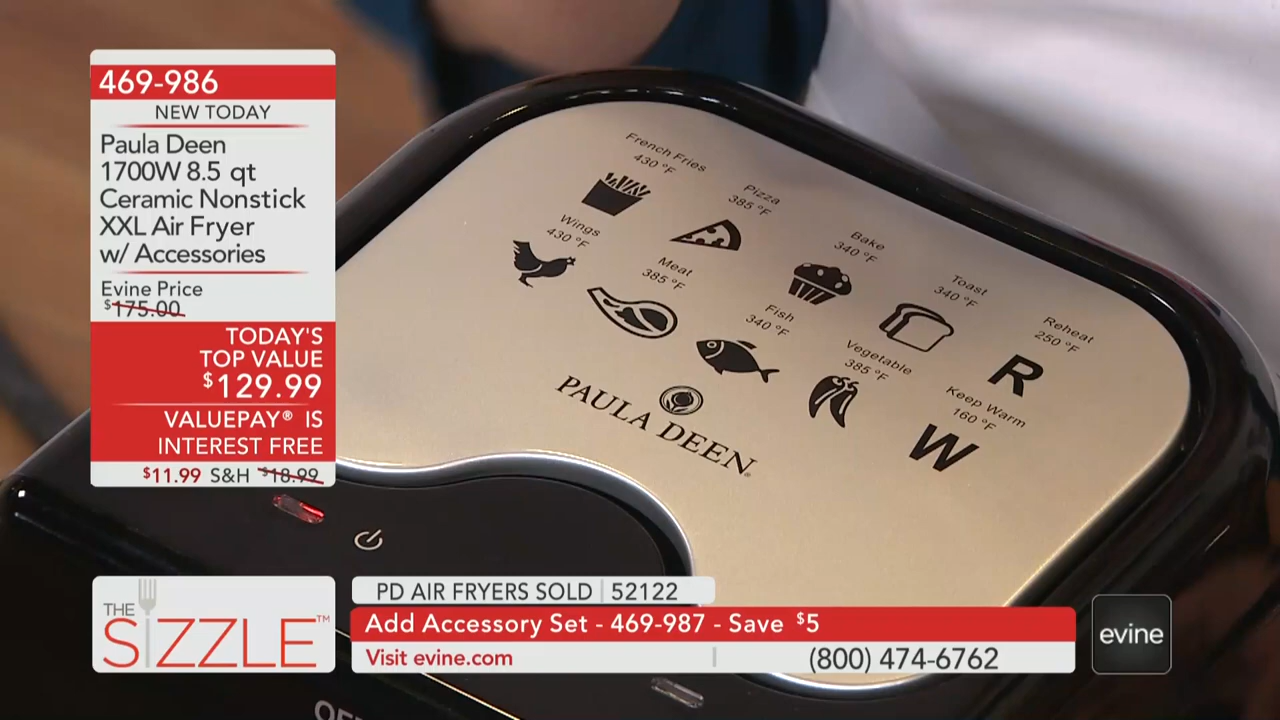 469-986
NEW TODAY
Paula Deen
1700W 8.5 qt
Ceramic Nonstick
XXL Air Fryer
w/ Accessories
Evine Price
$175.00
TODAY'S
TOP VALUE
$129.99
VALUEPAY® IS
INTEREST FREE
$11.99 S&H $18.99
French Fries
430 °F
Pizza
385 °F
Bake
340 °F
Toast
340 °F
Reheat
250 °F
R
Wings
430 °F
Meat
385 °F
Fish
340 °F
Vegetable
385 °F
Keep Warm
160 °F
W
PAULA DEEN®
THE
SIZZLE™
PD AIR FRYERS SOLD 52122
Add Accessory Set - 469-987 - Save $5
Visit evine.com (800) 474-6762
evine